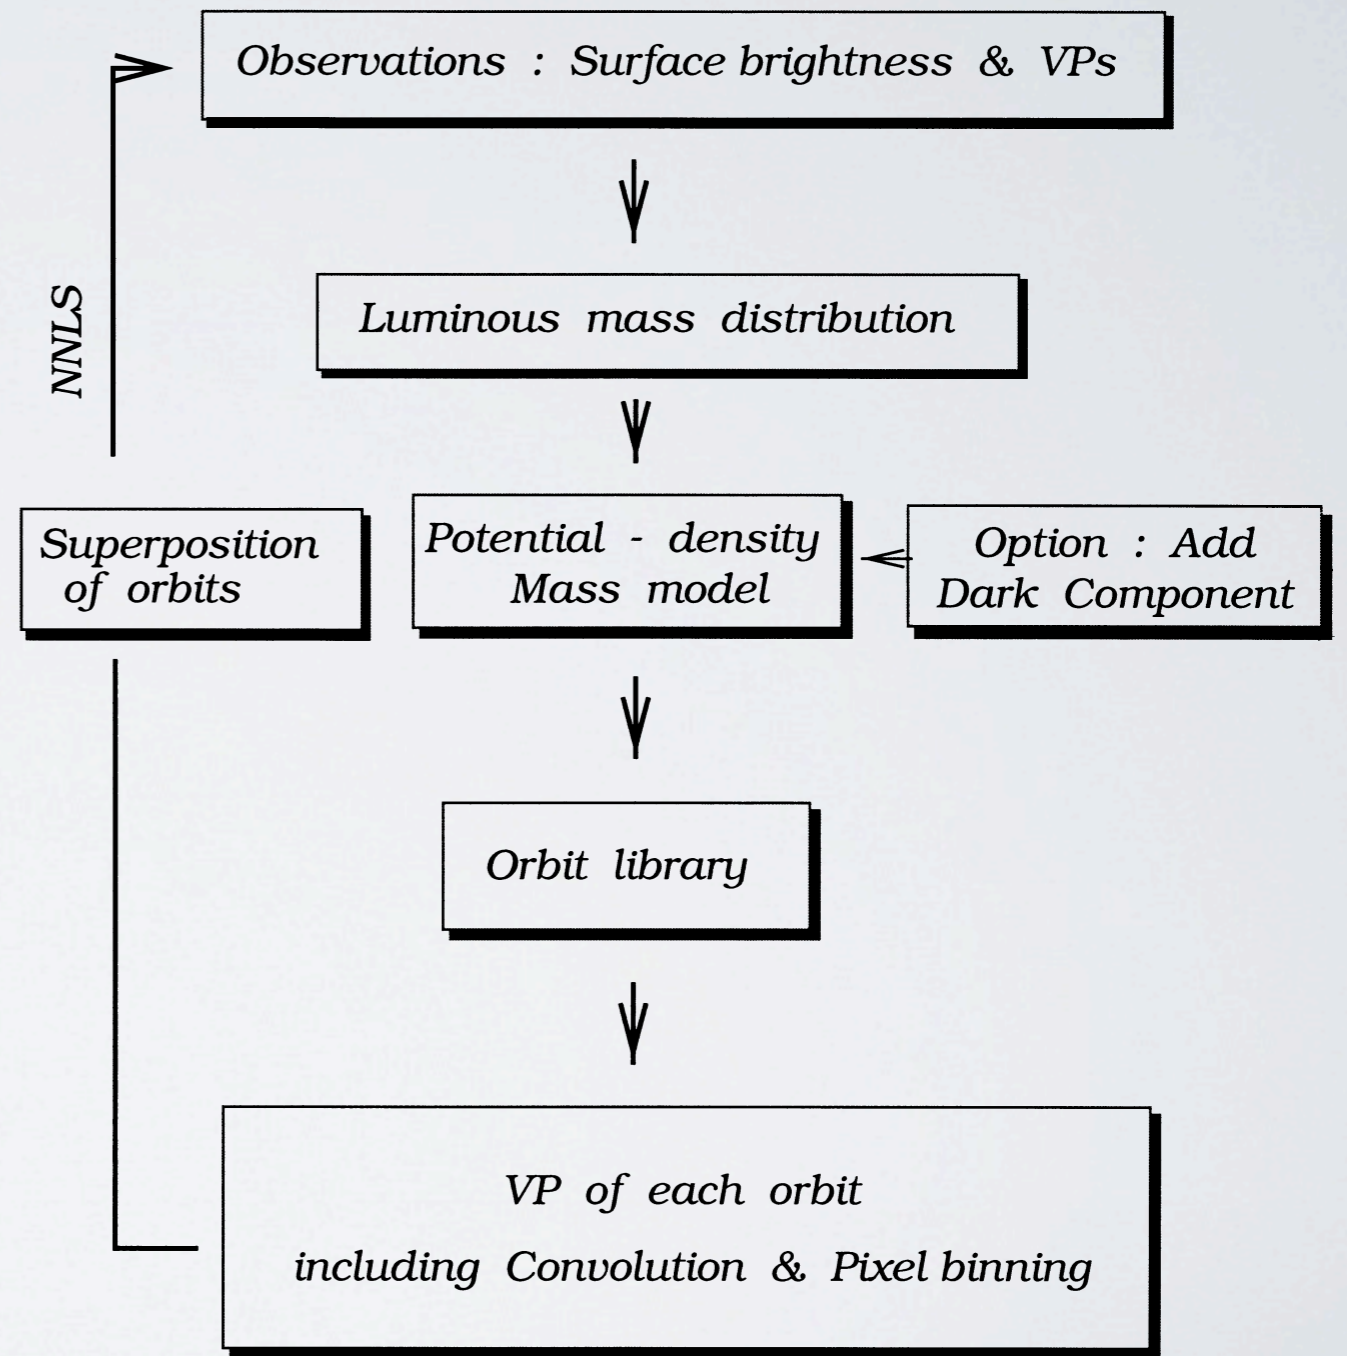 Observations : Surface brightness & VPs
NNLS
Luminous mass distribution
Superposition
of orbits
Potential - density
Mass model
Option : Add
Dark Component
Orbit library
VP of each orbit
including Convolution & Pixel binning